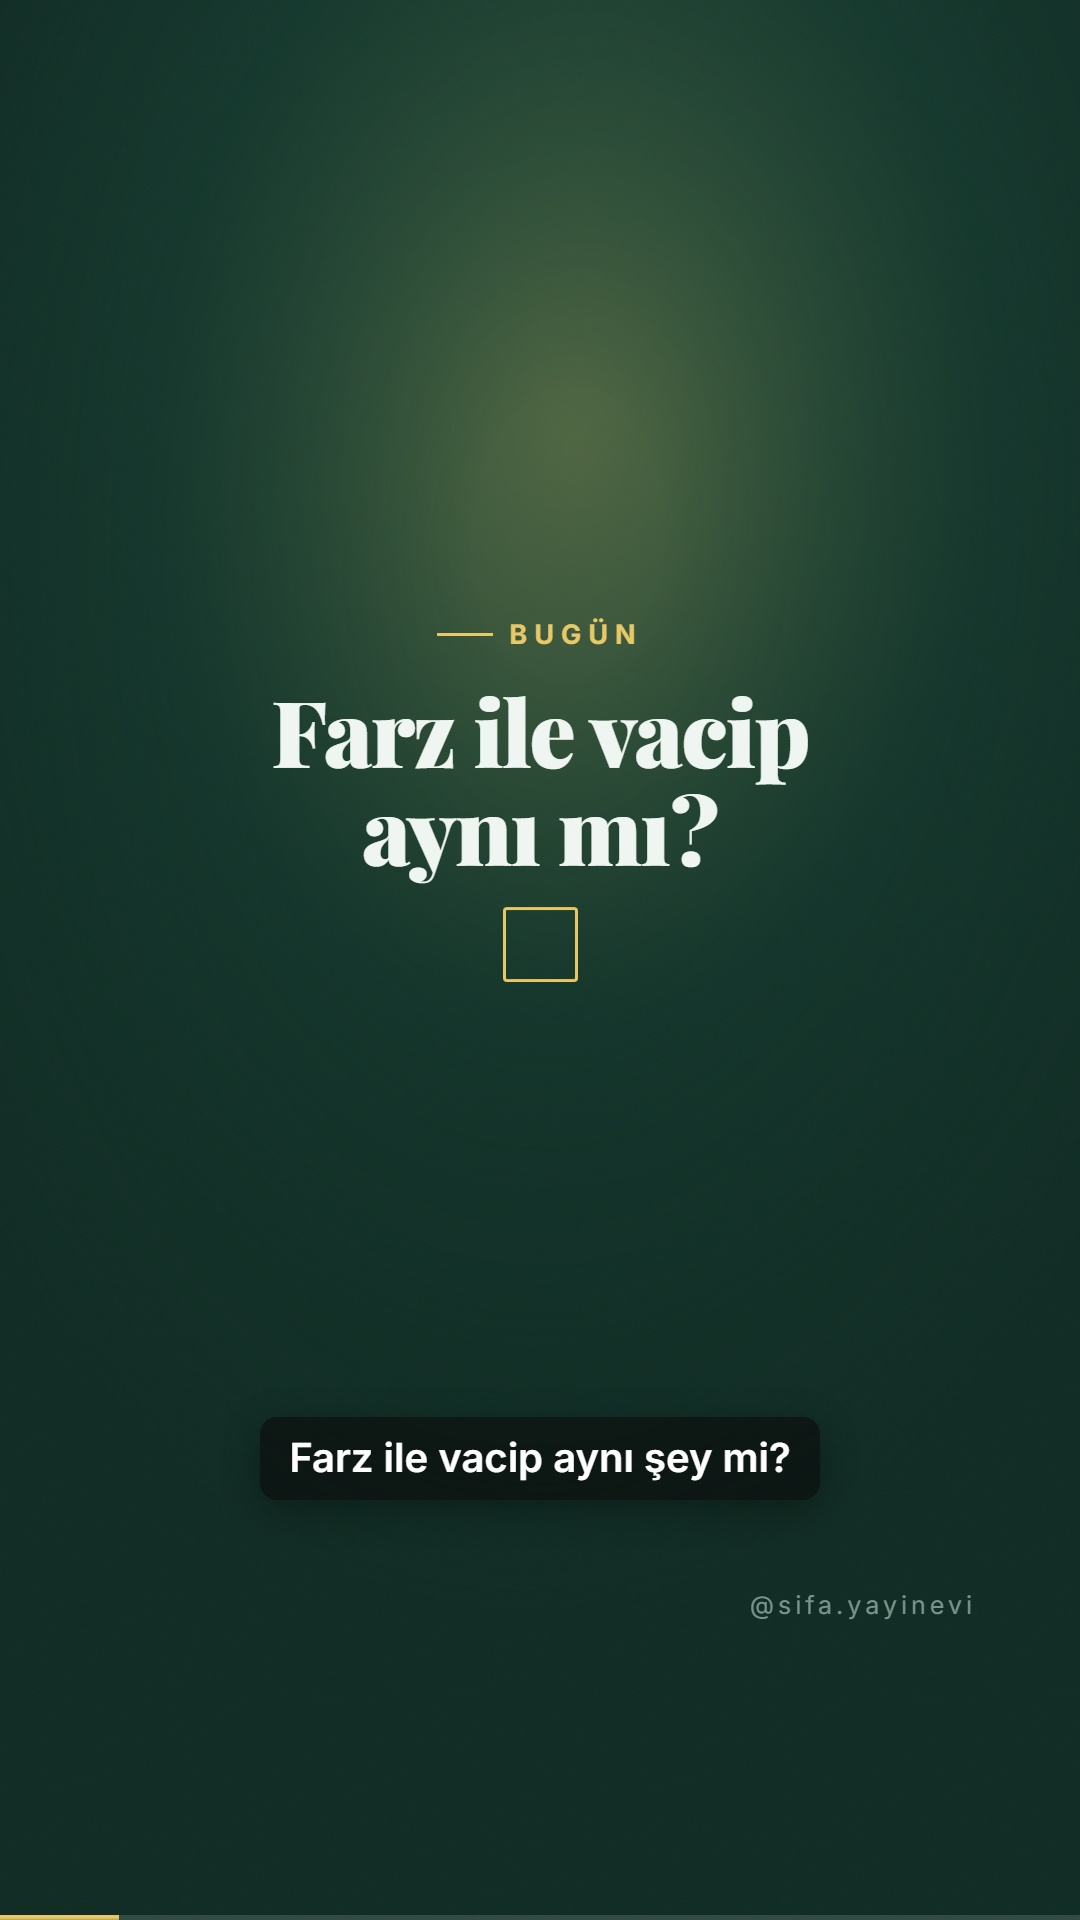 BUGÜN
Farz ile vacip
aynı mı?
Farz ile vacip aynı şey mi?
@sifa.yayinevi